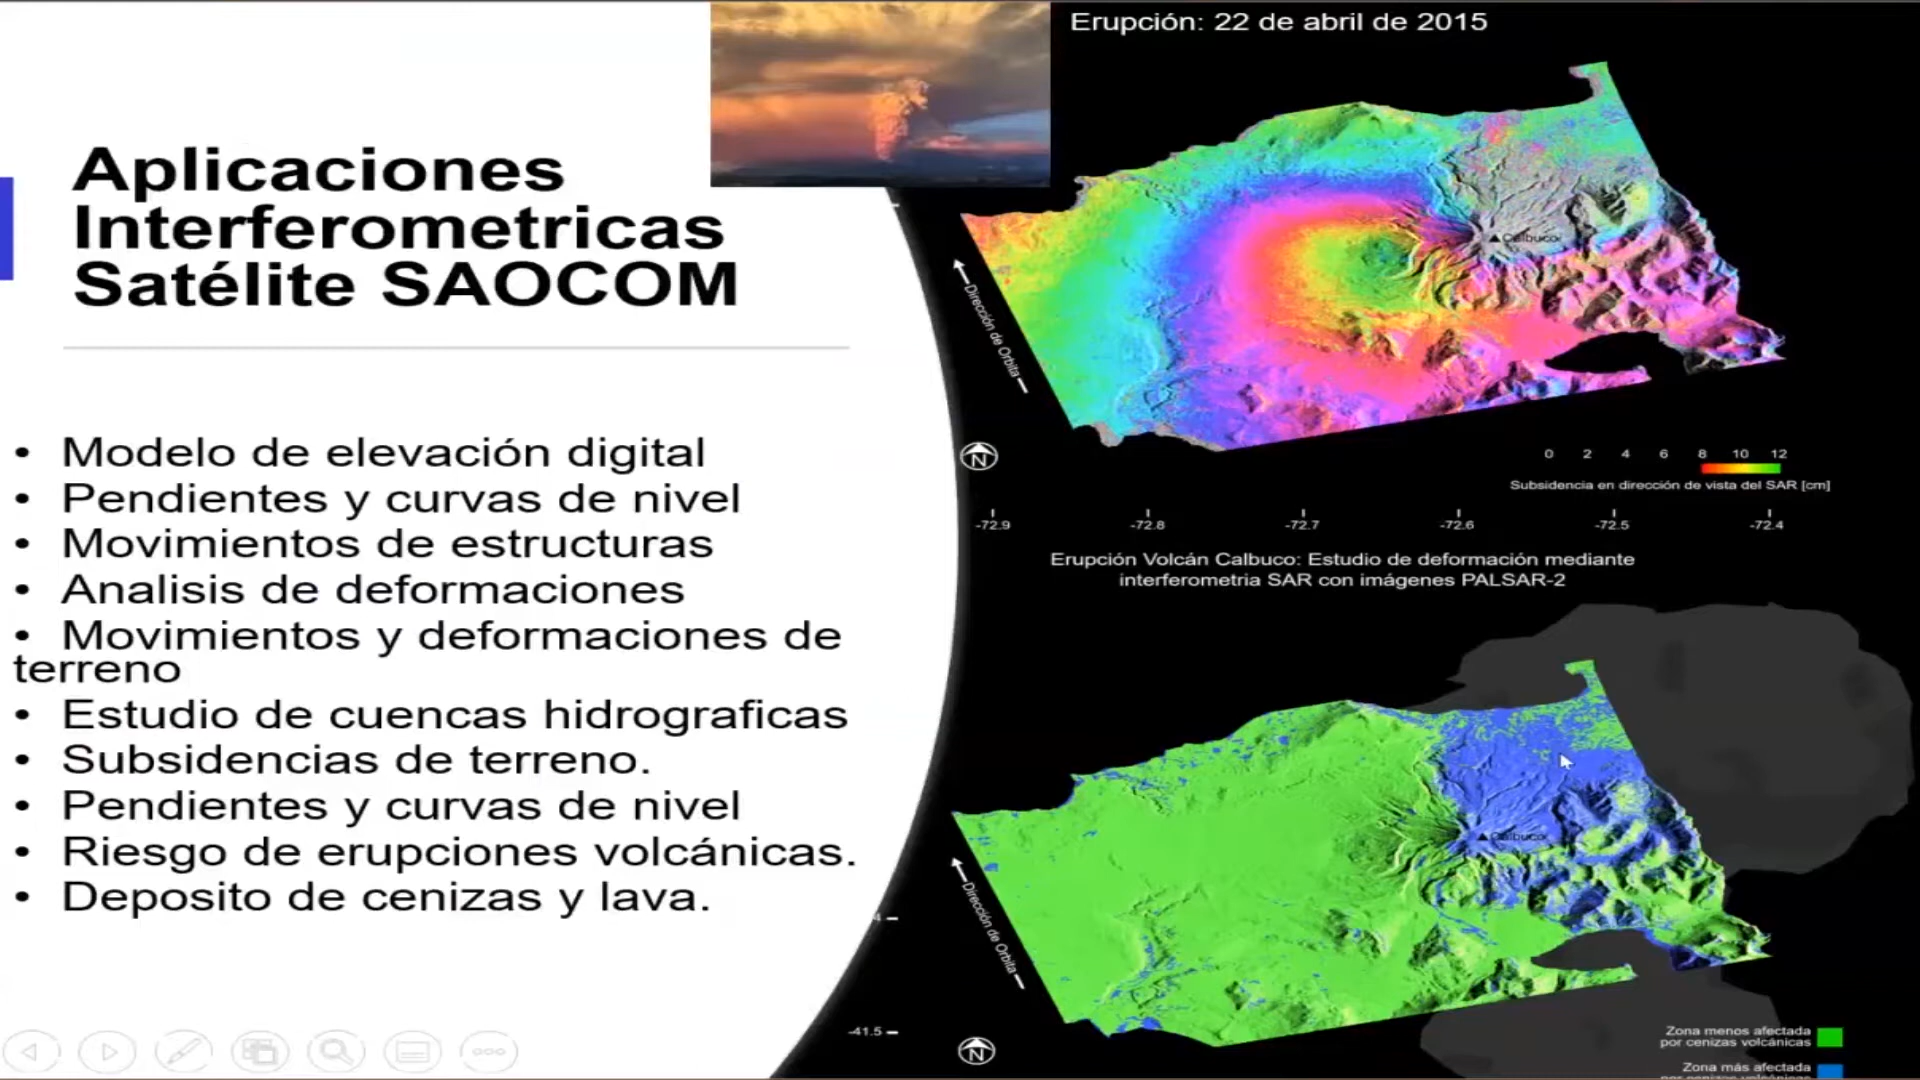 Erupción: 22 de abril de 2015
Aplicaciones
Interferometricas
Satélite SAOCOM
• Modelo de elevación digital
• Pendientes y curvas de nivel
• Movimientos de estructuras
• Analisis de deformaciones
• Movimientos y deformaciones de
terreno
• Estudio de cuencas hidrograficas
• Subsidencias de terreno.
• Pendientes y curvas de nivel
• Riesgo de erupciones volcánicas.
• Deposito de cenizas y lava.
Calbuco
Dirección de Orbita
N
0 2 4 6 8 10 12
Subsidencia en dirección de vista del SAR [cm]
-72.9 -72.8 -72.7 -72.6 -72.5 -72.4
Erupción Volcán Calbuco: Estudio de deformación mediante
interferometria SAR con imágenes PALSAR-2
Calbuco
Dirección de Orbita
-41.5
N
Zona menos afectada
por cenizas volcánicas
Zona más afectada
por cenizas volcánicas